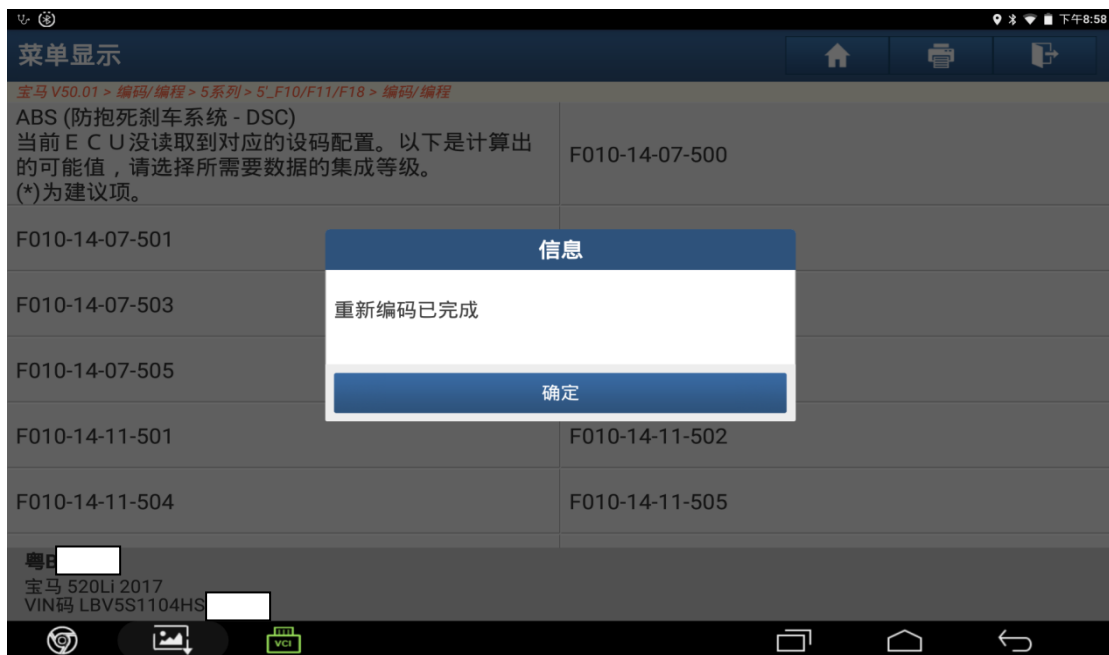 下午8:58
菜单显示
宝马 V50.01 > 编码/编程 > 5系列 > 5'_F10/F11/F18 > 编码/编程
ABS (防抱死刹车系统 - DSC)
当前ＥＣＵ没读取到对应的设码配置。以下是计算出
的可能值，请选择所需要数据的集成等级。
(*)为建议项。
F010-14-07-500
F010-14-07-501
信息
F010-14-07-503
重新编码已完成
F010-14-07-505
确定
F010-14-11-501
F010-14-11-502
F010-14-11-504
F010-14-11-505
粤B
宝马 520Li 2017
VIN码 LBV5S1104HS
VCI